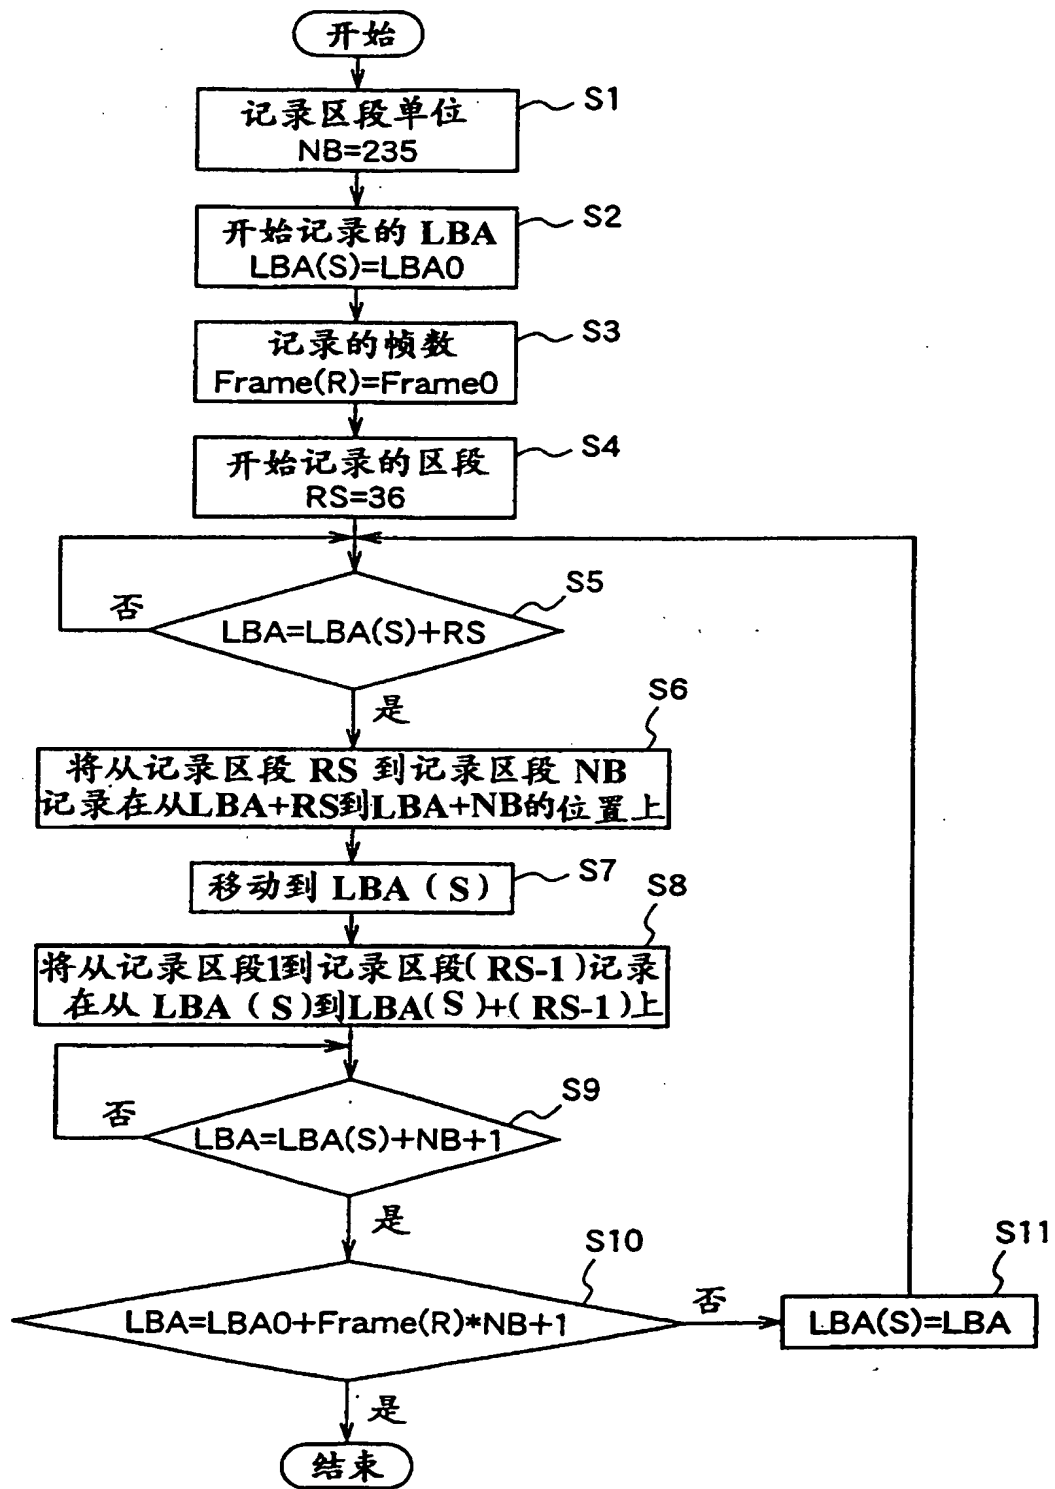 开始
记录区段单位
NB=235
S1
开始记录的 LBA
LBA(S)=LBA0
S2
记录的帧数
Frame(R)=Frame0
S3
开始记录的区段
RS=36
S4
LBA=LBA(S)+RS
S5
否
是
将从记录区段 RS 到记录区段 NB
记录在从LBA+RS到LBA+NB的位置上
S6
移动到 LBA（S）
S7
将从记录区段1到记录区段(RS-1)记录
在从 LBA（S)到LBA(S)+(RS-1)上
S8
LBA=LBA(S)+NB+1
S9
否
是
LBA=LBA0+Frame(R)*NB+1
S10
否
LBA(S)=LBA
S11
是
结束